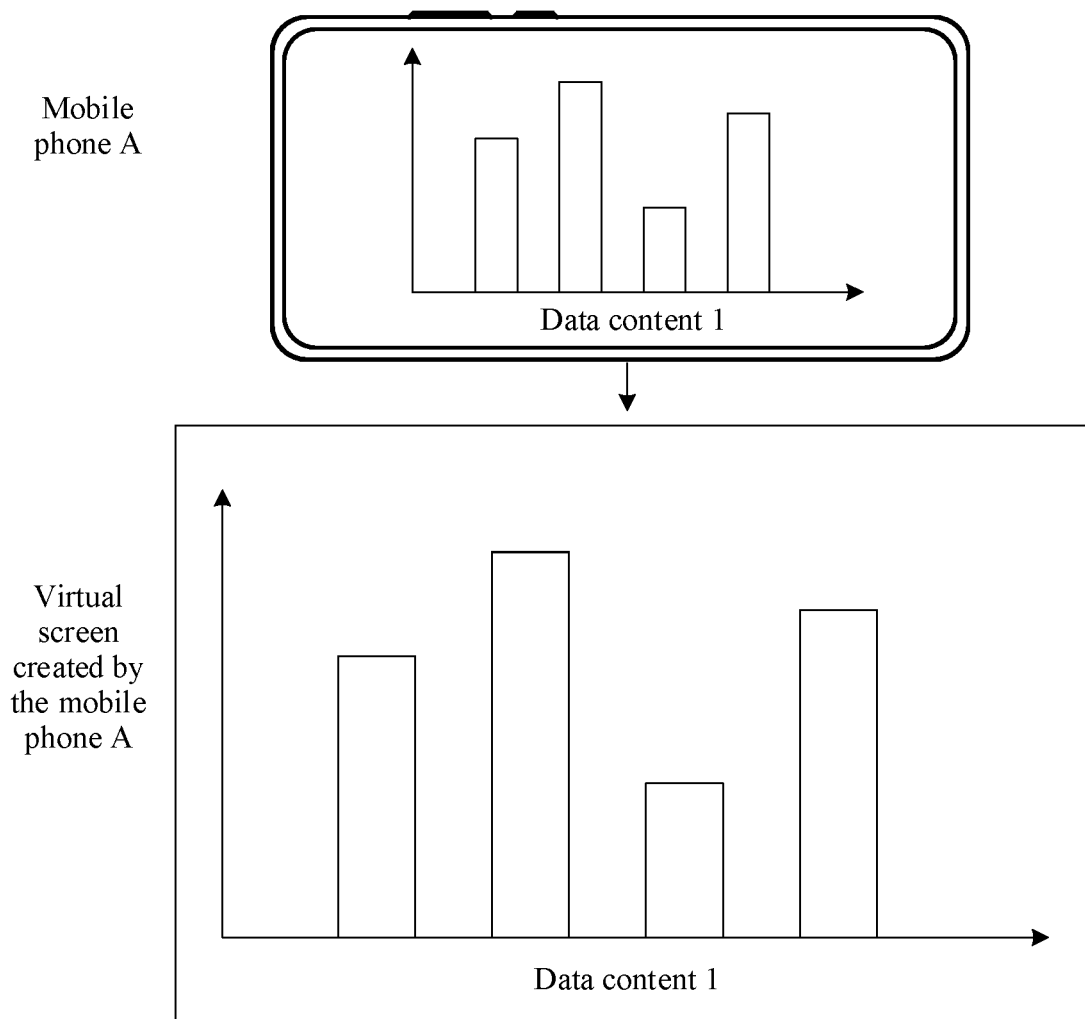 Mobile
phone A
Data content 1
Virtual
screen
created by
the mobile
phone A
Data content 1